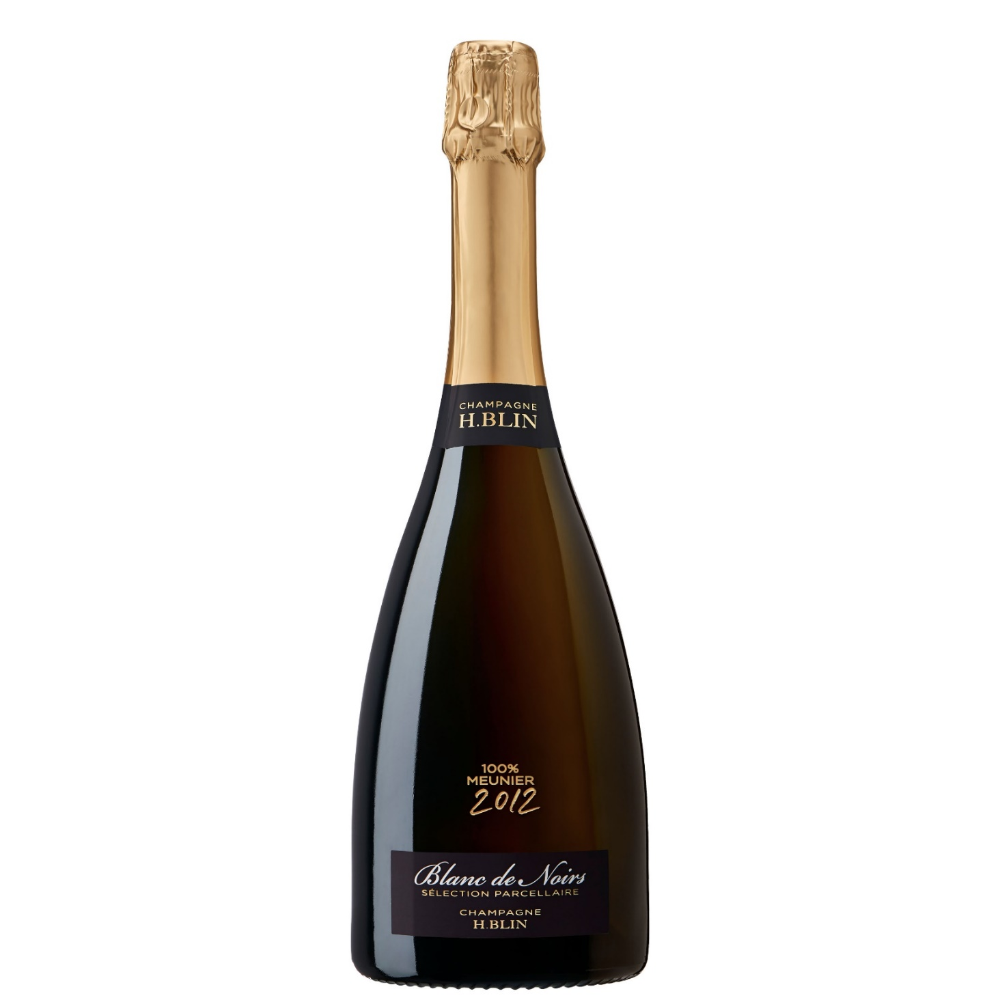 CHAMPAGNE
H.BLIN
100%
MEUNIER
2012
Blanc de Noirs
SÉLECTION PARCELLAIRE
CHAMPAGNE
H.BLIN